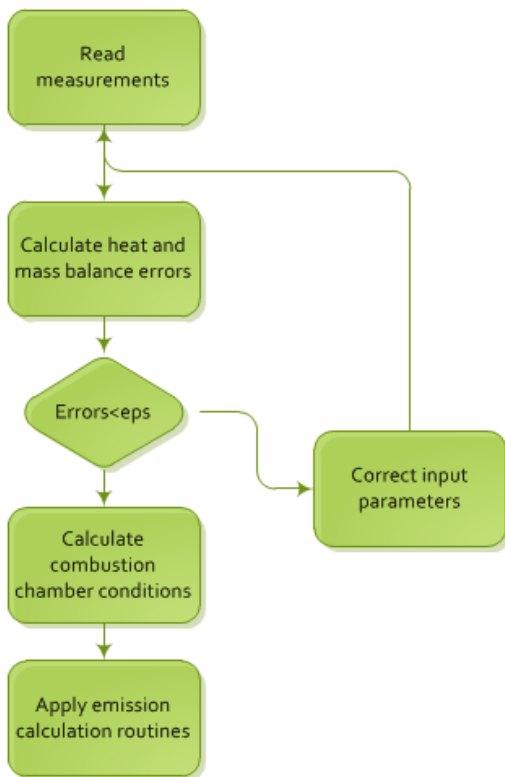 Read
measurements
Calculate heat and
mass balance errors
Errors<eps
Correct input
parameters
Calculate
combustion
chamber conditions
Apply emission
calculation routines